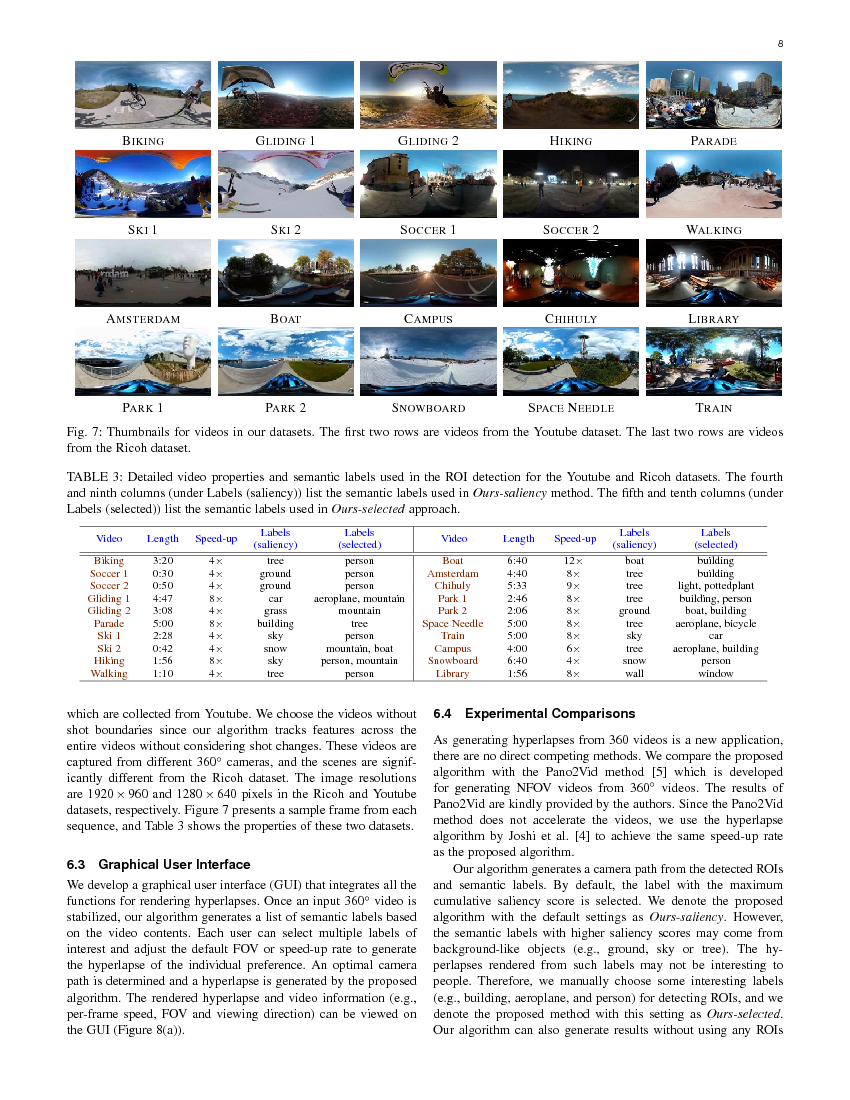 8
BIKING GLIDING 1 GLIDING 2 HIKING PARADE
SKI 1 SKI 2 SOCCER 1 SOCCER 2 WALKING
AMSTERDAM BOAT CAMPUS CHIHULY LIBRARY
PARK 1 PARK 2 SNOWBOARD SPACE NEEDLE TRAIN
Fig. 7: Thumbnails for videos in our datasets. The first two rows are videos from the Youtube dataset. The last two rows are videos
from the Ricoh dataset.
TABLE 3: Detailed video properties and semantic labels used in the ROI detection for the Youtube and Ricoh datasets. The fourth
and ninth columns (under Labels (saliency)) list the semantic labels used in Ours-saliency method. The fifth and tenth columns (under
Labels (selected)) list the semantic labels used in Ours-selected approach.
Video Length Speed-up Labels (saliency) Labels (selected) Video Length Speed-up Labels (saliency) Labels (selected)
Biking 3:20 4× tree person Boat 6:40 12× boat building
Soccer 1 0:30 4× ground person Amsterdam 4:40 8× tree building
Soccer 2 0:50 4× ground person Chihuly 5:33 9× tree light, pottedplant
Gliding 1 4:47 8× car aeroplane, mountain Park 1 2:46 8× tree building, person
Gliding 2 3:08 8× grass mountain Park 2 2:06 8× ground boat, building
Parade 5:00 8× building tree Space Needle 5:00 8× tree aeroplane, bicycle
Ski 1 2:28 4× sky person Train 5:00 8× sky car
Ski 2 0:42 4× snow mountain, boat Campus 4:00 6× tree aeroplane, building
Hiking 1:56 8× sky person, mountain Snowboard 6:40 4× snow person
Walking 1:10 4× tree person Library 1:56 8× wall window
which are collected from Youtube. We choose the videos without
shot boundaries since our algorithm tracks features across the
entire videos without considering shot changes. These videos are
captured from different 360° cameras, and the scenes are signif-
icantly different from the Ricoh dataset. The image resolutions
are 1920 × 960 and 1280 × 640 pixels in the Ricoh and Youtube
datasets, respectively. Figure 7 presents a sample frame from each
sequence, and Table 3 shows the properties of these two datasets.
6.3 Graphical User Interface
We develop a graphical user interface (GUI) that integrates all the
functions for rendering hyperlapses. Once an input 360° video is
stabilized, our algorithm generates a list of semantic labels based
on the video contents. Each user can select multiple labels of
interest and adjust the default FOV or speed-up rate to generate
the hyperlapse of the individual preference. An optimal camera
path is determined and a hyperlapse is generated by the proposed
algorithm. The rendered hyperlapse and video information (e.g.,
per-frame speed, FOV and viewing direction) can be viewed on
the GUI (Figure 8(a)).
6.4 Experimental Comparisons
As generating hyperlapses from 360 videos is a new application,
there are no direct competing methods. We compare the proposed
algorithm with the Pano2Vid method [5] which is developed
for generating NFOV videos from 360° videos. The results of
Pano2Vid are kindly provided by the authors. Since the Pano2Vid
method does not accelerate the videos, we use the hyperlapse
algorithm by Joshi et al. [4] to achieve the same speed-up rate
as the proposed algorithm.
Our algorithm generates a camera path from the detected ROIs
and semantic labels. By default, the label with the maximum
cumulative saliency score is selected. We denote the proposed
algorithm with the default settings as Ours-saliency. However,
the semantic labels with higher saliency scores may come from
background-like objects (e.g., ground, sky or tree). The hy-
perlapses rendered from such labels may not be interesting to
people. Therefore, we manually choose some interesting labels
(e.g., building, aeroplane, and person) for detecting ROIs, and we
denote the proposed method with this setting as Ours-selected.
Our algorithm can also generate results without using any ROIs